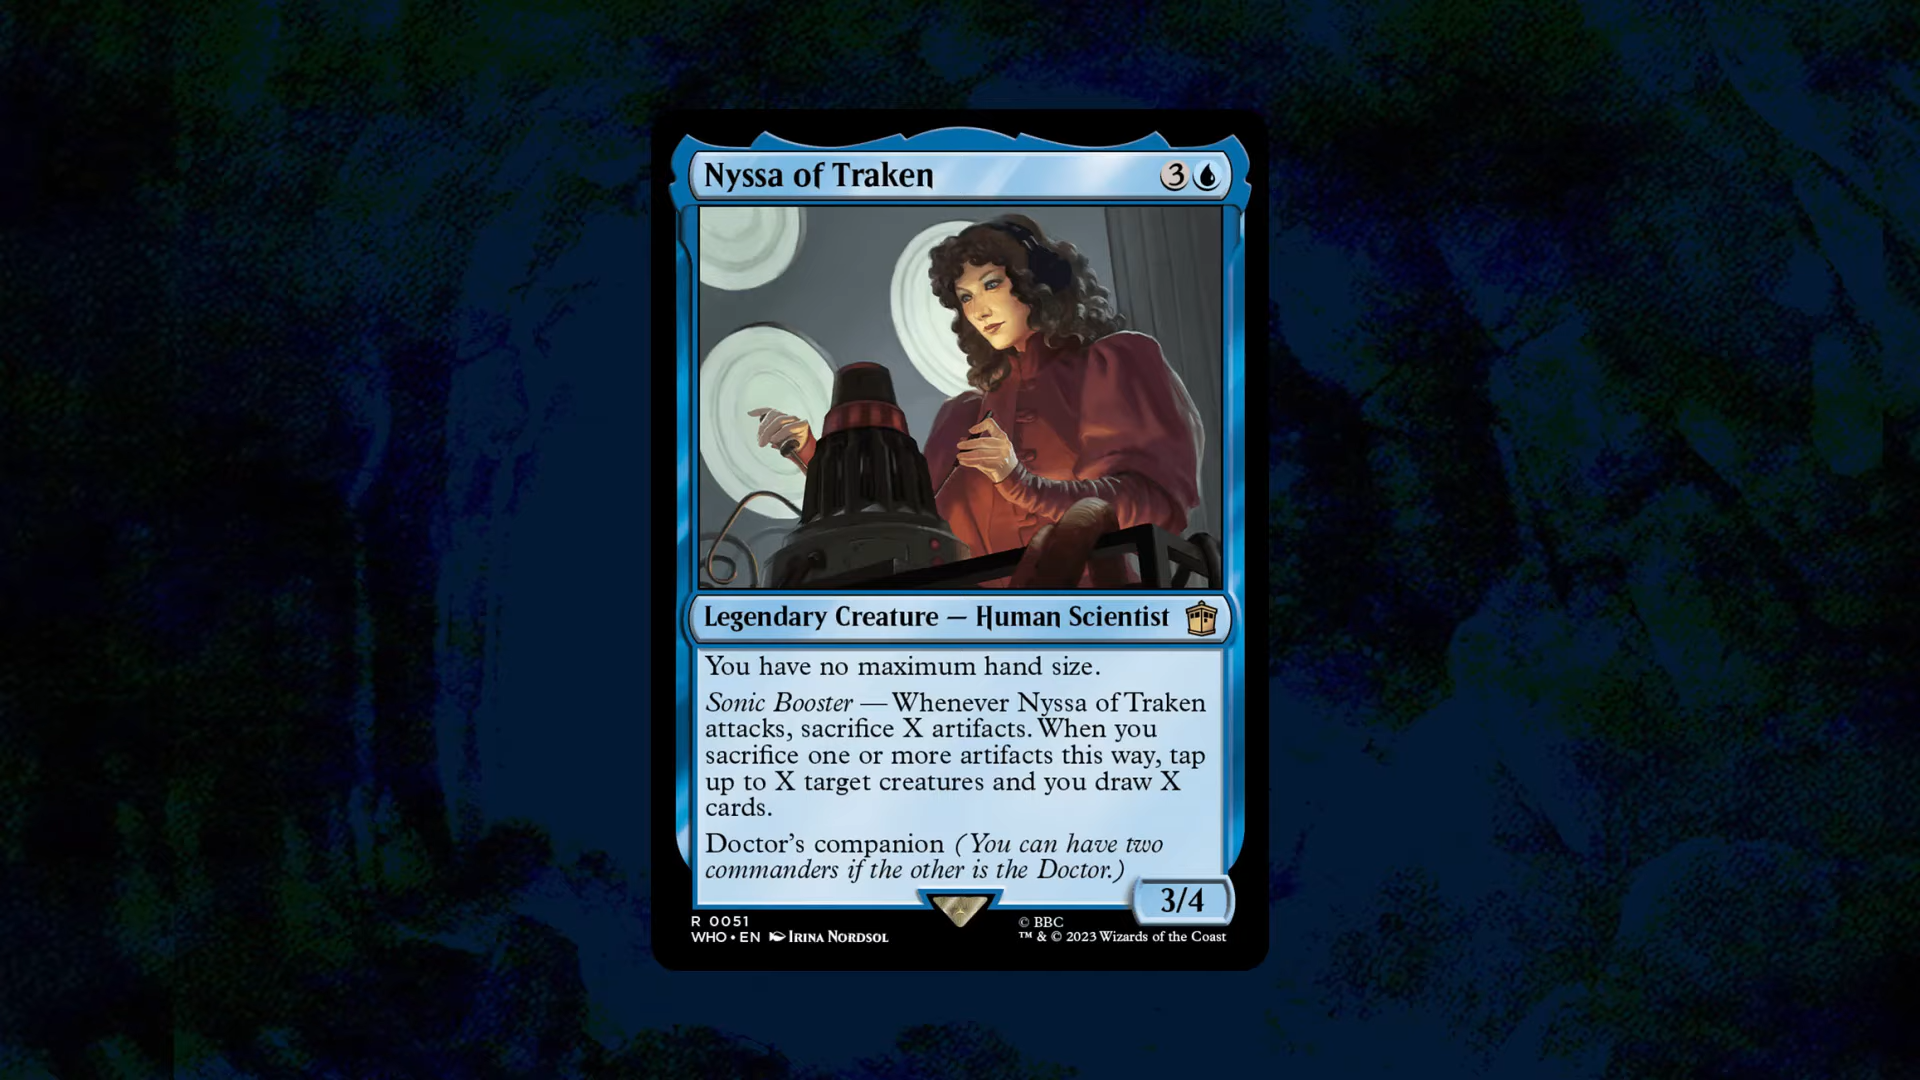 Nyssa of Traken 3
Legendary Creature — Human Scientist
You have no maximum hand size.
Sonic Booster — Whenever Nyssa of Traken
attacks, sacrifice X artifacts. When you
sacrifice one or more artifacts this way, tap
up to X target creatures and you draw X
cards.
Doctor's companion (You can have two
commanders if the other is the Doctor.)
3/4
R 0051
WHO • EN Irina Nordsol
© BBC
™ & © 2023 Wizards of the Coast